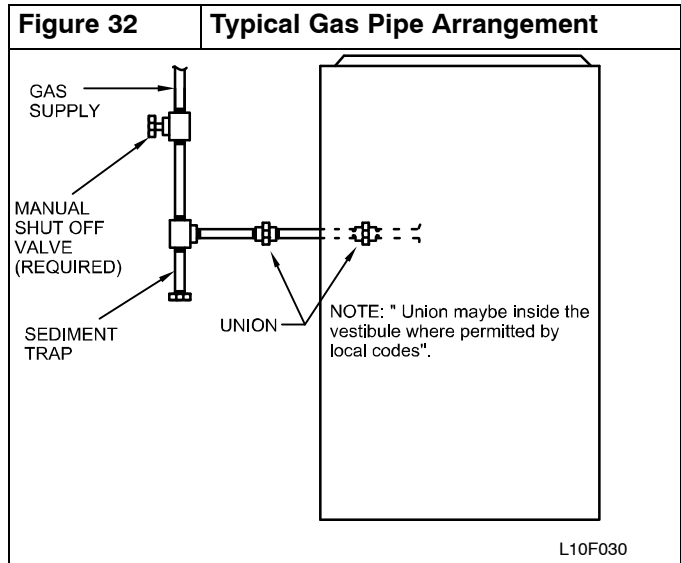 Figure 32
Typical Gas Pipe Arrangement
GAS
SUPPLY
MANUAL
SHUT OFF
VALVE
(REQUIRED)
SEDIMENT
TRAP
UNION
NOTE: " Union maybe inside the
vestibule where permitted by
local codes".
L10F030